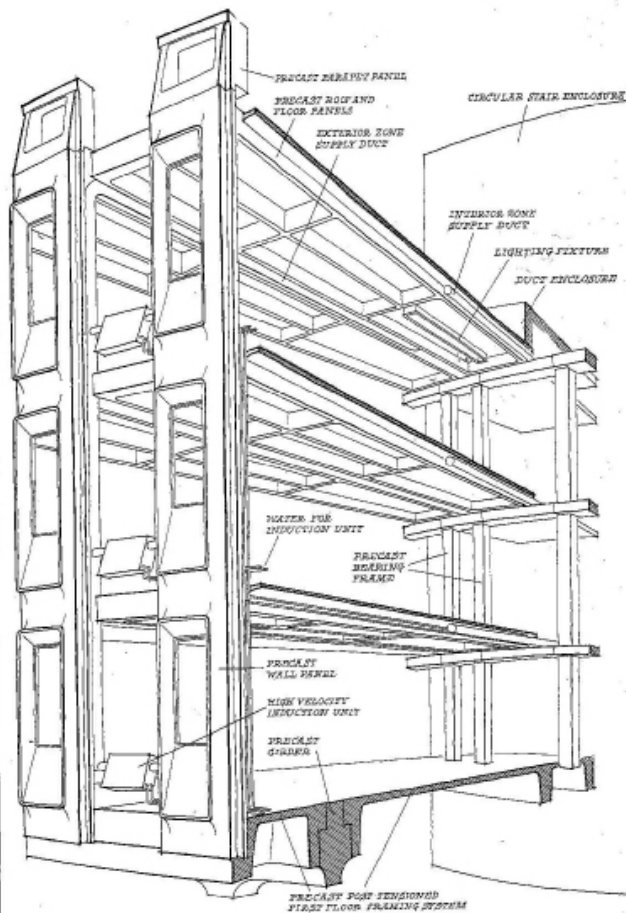 PRECAST PARAPET PANEL
PRECAST ROOF AND
FLOOR PANELS
CIRCULAR STAIR ENCLOSURE
EXTERIOR ZONE
SUPPLY DUCT
INTERIOR ZONE
SUPPLY DUCT
LIGHTING FIXTURE
DUCT ENCLOSURE
WATER FOR
INDUCTION UNIT
PRECAST
BEARING
FRAME
PRECAST
WALL PANEL
HIGH VELOCITY
INDUCTION UNIT
PRECAST
GIRDER
PRECAST POST TENSIONED
FIRST FLOOR FRAMING SYSTEM